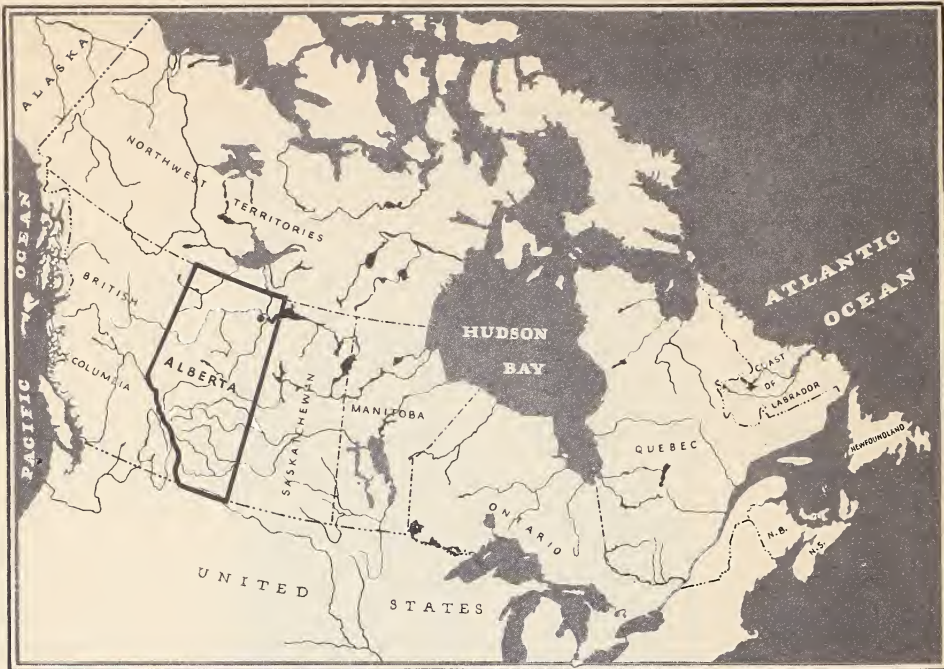 ALASKA
NORTHWEST
TERRITORIES
PACIFIC OCEAN
BRITISH
COLUMBIA
ALBERTA
SASKATCHEWAN
MANITOBA
HUDSON
BAY
ATLANTIC
OCEAN
COAST
OF
LABRADOR
NEWFOUNDLAND
QUEBEC
ONTARIO
N.B.
N.S.
UNITED
STATES